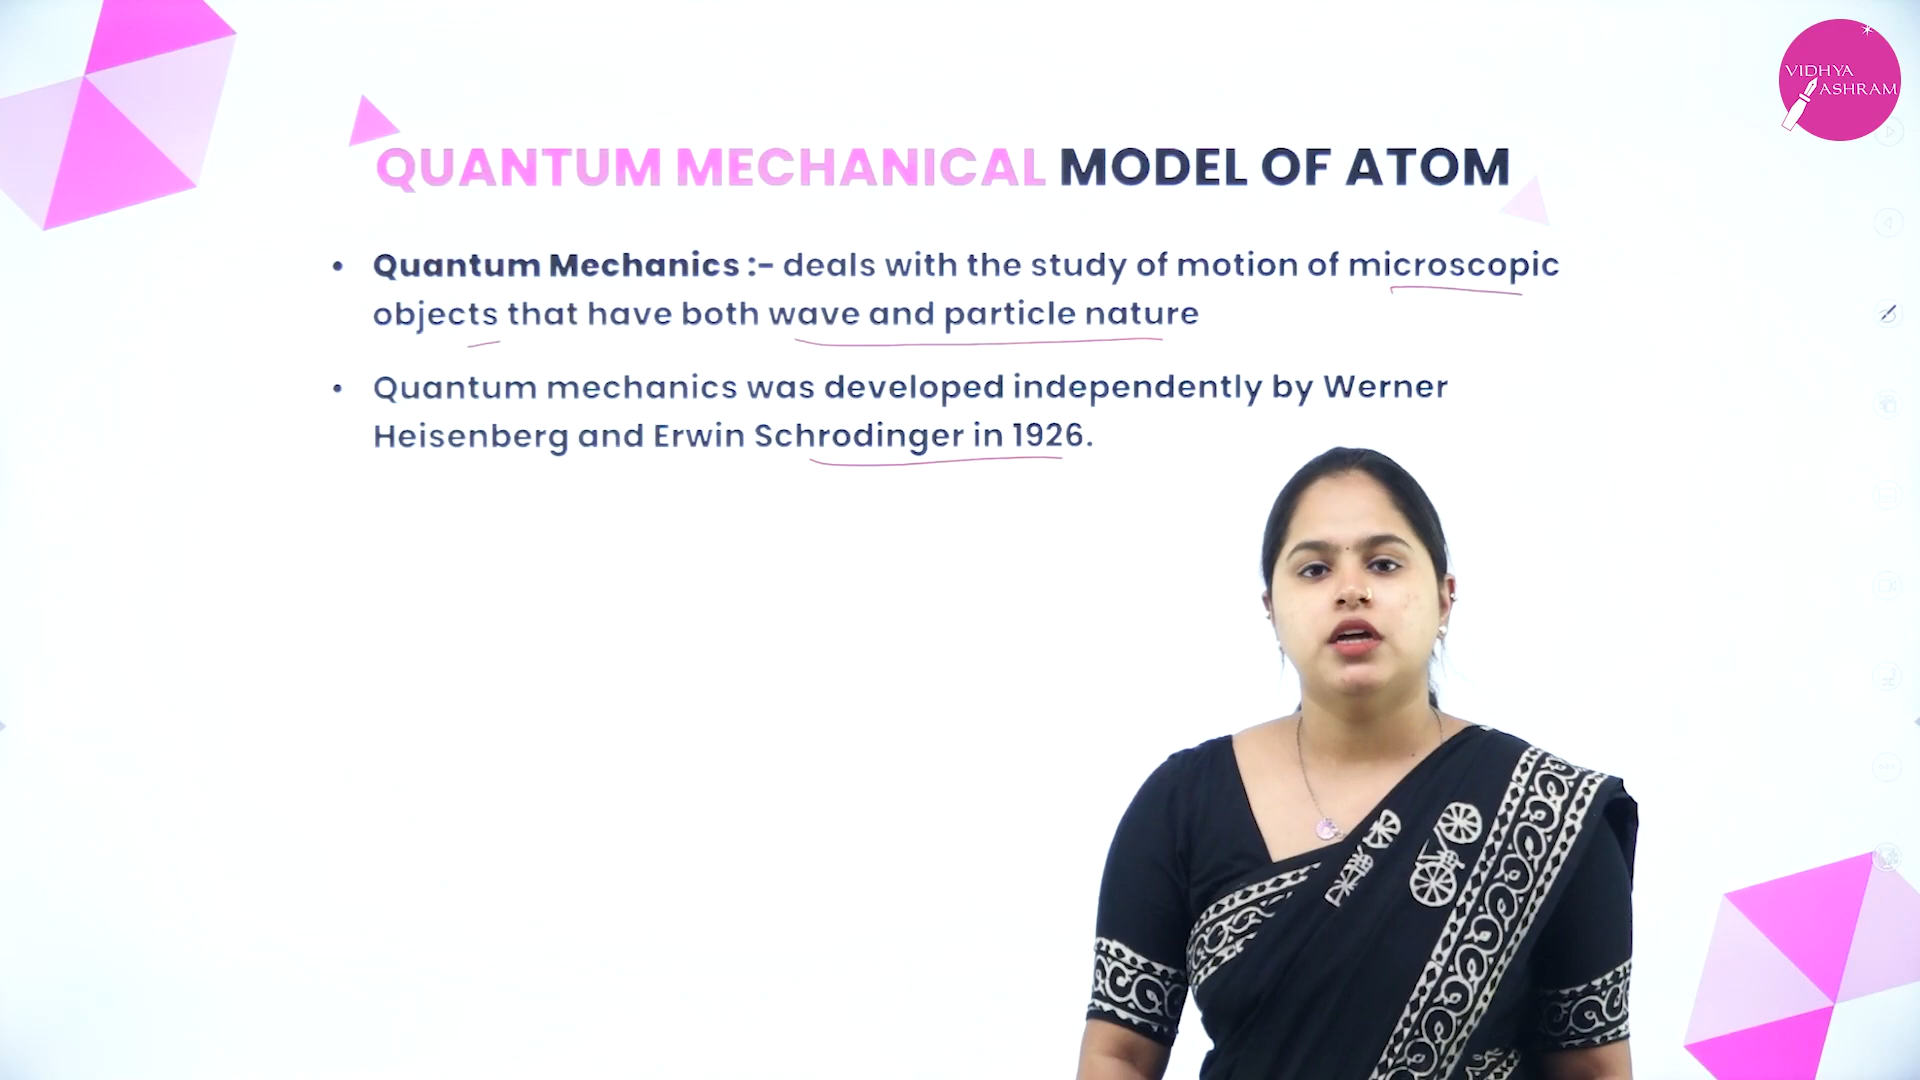 VIDHYA
ASHRAM
QUANTUM MECHANICAL MODEL OF ATOM
• Quantum Mechanics :- deals with the study of motion of microscopic
objects that have both wave and particle nature
• Quantum mechanics was developed independently by Werner
Heisenberg and Erwin Schrodinger in 1926.